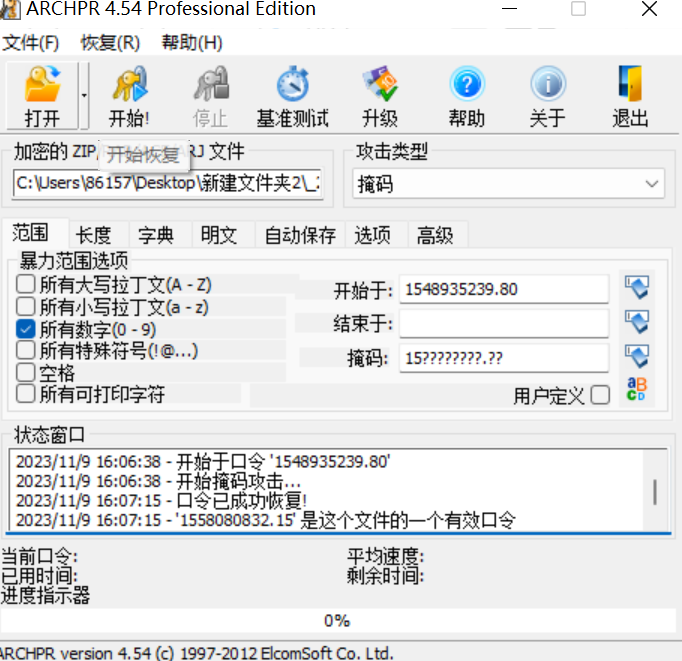 ARCHPR 4.54 Professional Edition
文件(F) 恢复(R) 帮助(H)
打开 开始! 停止 基准测试 升级 帮助 关于 退出
加密的 ZIP/ RJ 文件 攻击类型
开始恢复
C:\Users\86157\Desktop\新建文件夹2\_2 掩码
范围 长度 字典 明文 自动保存 选项 高级
暴力范围选项
所有大写拉丁文(A - Z) 开始于: 1548935239.80
所有小写拉丁文(a - z)
所有数字(0 - 9) 结束于:
所有特殊符号(!@...) 掩码: 15????????.??
空格
所有可打印字符 用户定义
状态窗口
2023/11/9 16:06:38 - 开始于口令 '1548935239.80'
2023/11/9 16:06:38 - 开始掩码攻击...
2023/11/9 16:07:15 - 口令已成功恢复!
2023/11/9 16:07:15 - '1558080832.15' 是这个文件的一个有效口令
当前口令: 平均速度:
已用时间: 剩余时间:
进度指示器
0%
ARCHPR version 4.54 (c) 1997-2012 ElcomSoft Co. Ltd.